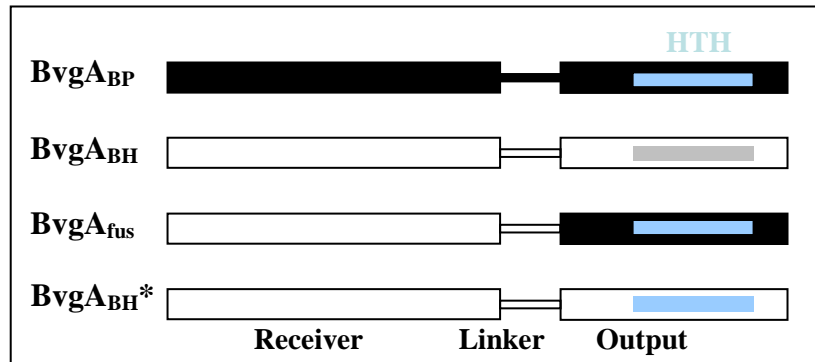 HTH
BvgABP
BvgABH
BvgAfus
BvgABH*
Receiver Linker Output